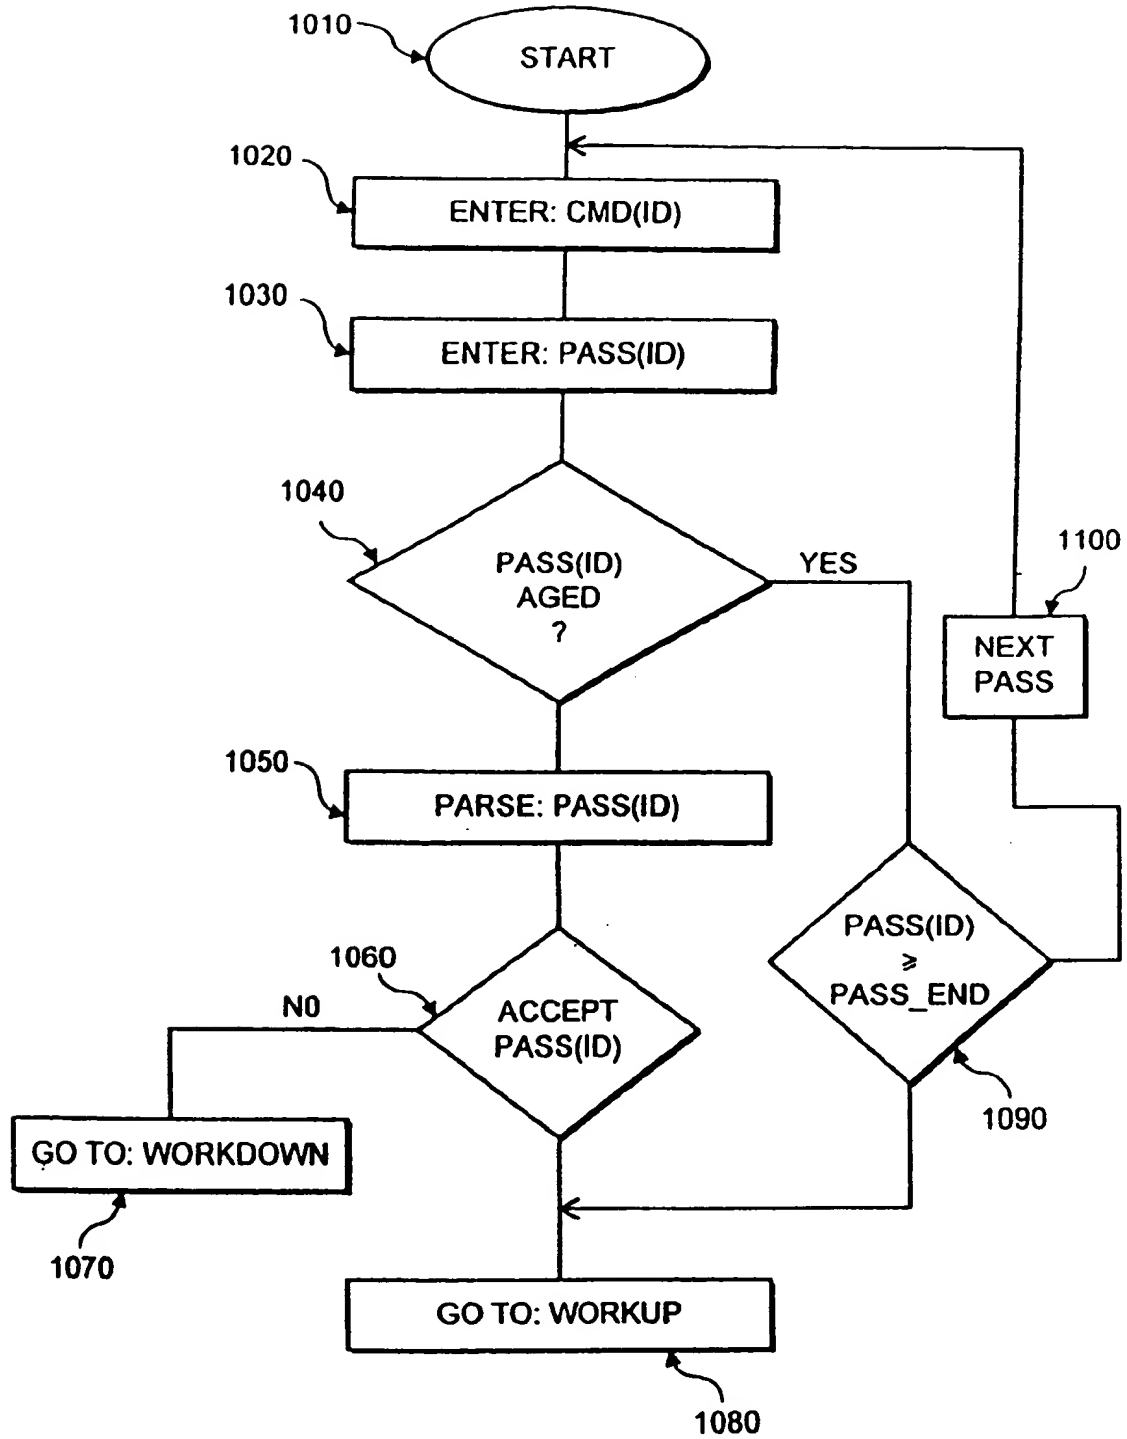 1010
START
1020
ENTER: CMD(ID)
1030
ENTER: PASS(ID)
1040
PASS(ID)
AGED
?
YES
1100
NEXT
PASS
1050
PARSE: PASS(ID)
PASS(ID)
≥
PASS_END
1060
NO
ACCEPT
PASS(ID)
1090
GO TO: WORKDOWN
1070
GO TO: WORKUP
1080